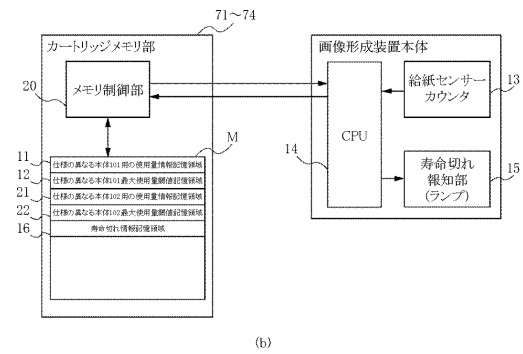 71～74
カートリッジメモリ部
画像形成装置本体
20
メモリ制御部
CPU
給紙センサー
カウンタ
13
M
14
11
仕様の異なる本体101用の使用量情報記憶領域
12
仕様の異なる本体101最大使用量閾値記憶領域
21
仕様の異なる本体102用の使用量情報記憶領域
22
仕様の異なる本体102最大使用量閾値記憶領域
16
寿命切れ情報記憶領域
寿命切れ
報知部
(ランプ)
15
(b)